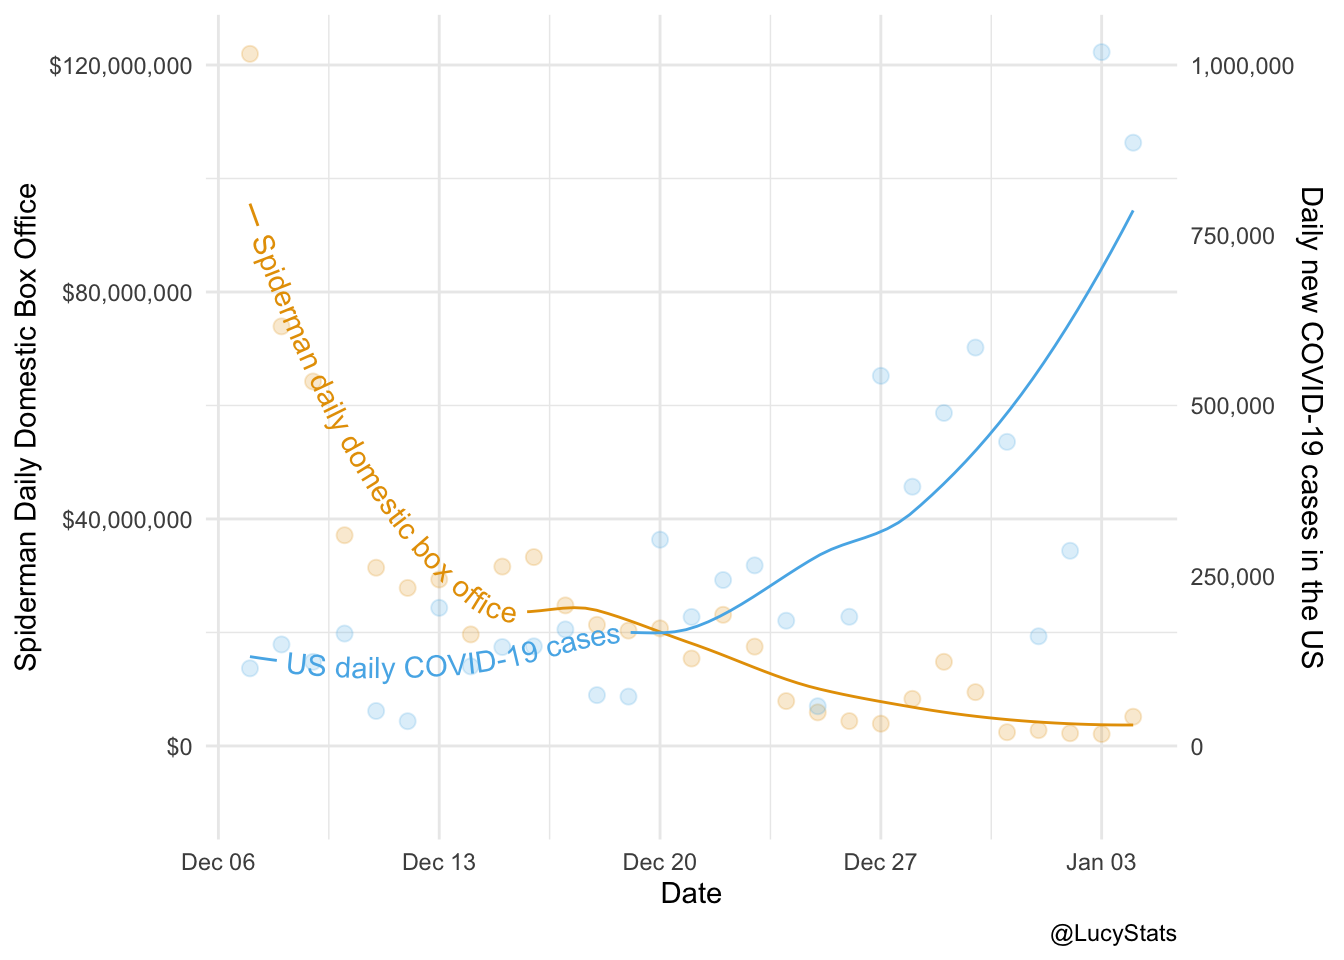 $120,000,000
$80,000,000
$40,000,000
$0
Spiderman Daily Domestic Box Office
1,000,000
750,000
500,000
250,000
0
Daily new COVID-19 cases in the US
Spiderman daily domestic box office
US daily COVID-19 cases
Dec 06
Dec 13
Dec 20
Dec 27
Jan 03
Date
@LucyStats